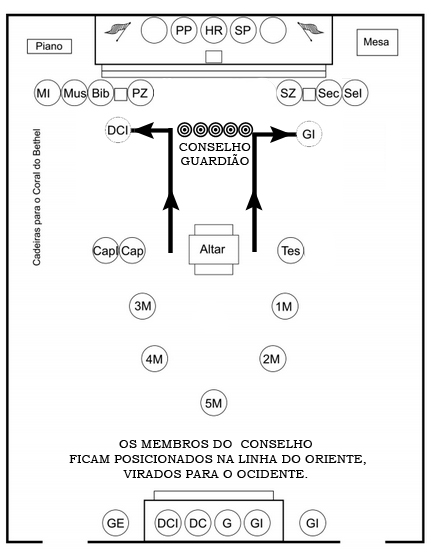 PP HR SP
Piano
Mesa
MI Mus Bib PZ
SZ Sec Sel
DCI
GI
CONSELHO
GUARDIÃO
Cadeiras para o Coral do Bethel
Capl Cap
Altar
Tes
3M
1M
4M
2M
5M
OS MEMBROS DO CONSELHO
FICAM POSICIONADOS NA LINHA DO ORIENTE,
VIRADOS PARA O OCIDENTE.
GE
DCI DC G GI
GI